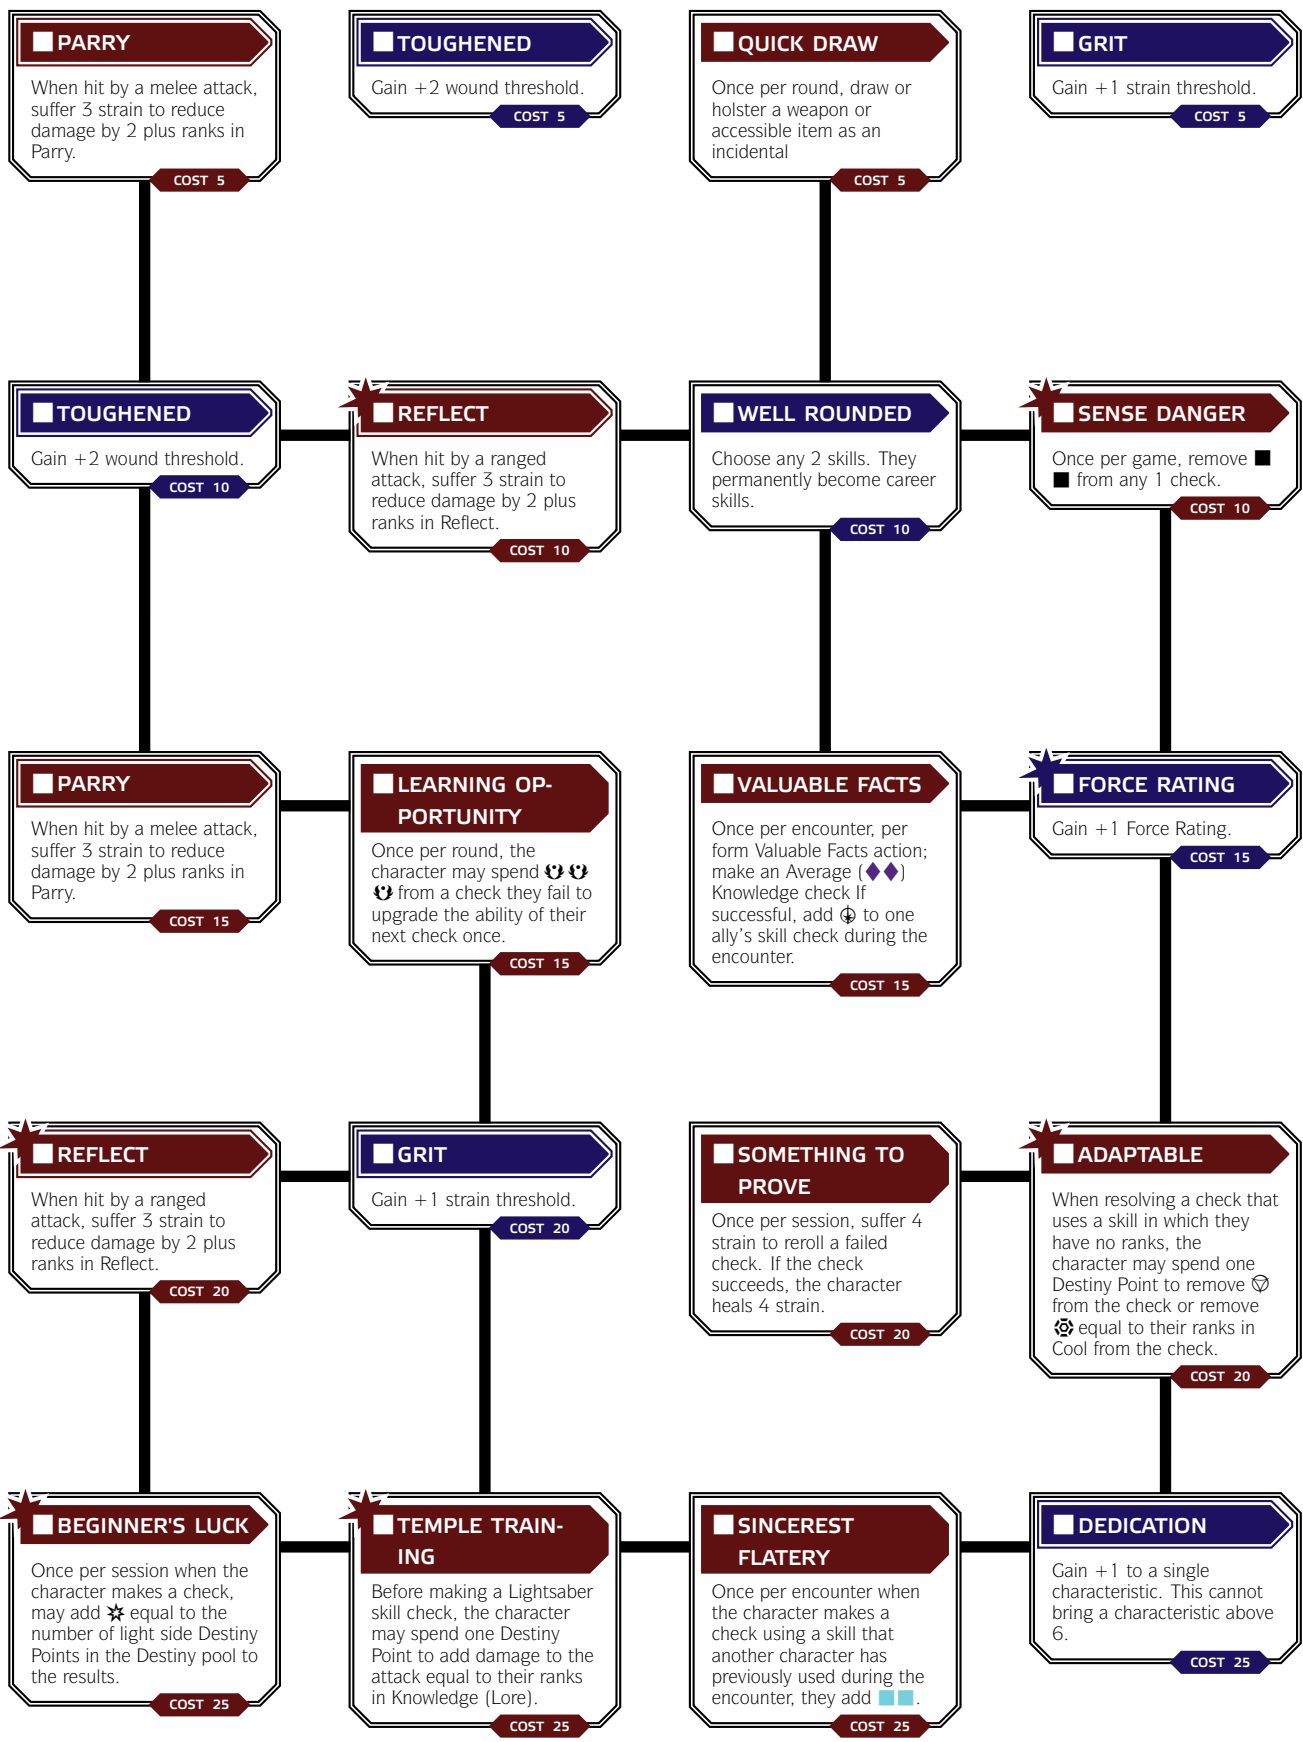 PARRY
When hit by a melee attack,
suffer 3 strain to reduce
damage by 2 plus ranks in
Parry.
COST 5
TOUGHENED
Gain +2 wound threshold.
COST 5
QUICK DRAW
Once per round, draw or
holster a weapon or
accessible item as an
incidental
COST 5
GRIT
Gain +1 strain threshold.
COST 5
TOUGHENED
Gain +2 wound threshold.
COST 10
REFLECT
When hit by a ranged
attack, suffer 3 strain to
reduce damage by 2 plus
ranks in Reflect.
COST 10
WELL ROUNDED
Choose any 2 skills. They
permanently become career
skills.
COST 10
SENSE DANGER
Once per game, remove ■
■ from any 1 check.
COST 10
PARRY
When hit by a melee attack,
suffer 3 strain to reduce
damage by 2 plus ranks in
Parry.
COST 15
LEARNING OP-
PORTUNITY
Once per round, the
character may spend
from a check they fail to
upgrade the ability of their
next check once.
COST 15
VALUABLE FACTS
Once per encounter, per
form Valuable Facts action;
make an Average (◆◆)
Knowledge check If
successful, add to one
ally's skill check during the
encounter.
COST 15
FORCE RATING
Gain +1 Force Rating.
COST 15
REFLECT
When hit by a ranged
attack, suffer 3 strain to
reduce damage by 2 plus
ranks in Reflect.
COST 20
GRIT
Gain +1 strain threshold.
COST 20
SOMETHING TO
PROVE
Once per session, suffer 4
strain to reroll a failed
check. If the check
succeeds, the character
heals 4 strain.
COST 20
ADAPTABLE
When resolving a check that
uses a skill in which they
have no ranks, the
character may spend one
Destiny Point to remove
from the check or remove
equal to their ranks in
Cool from the check.
COST 20
BEGINNER'S LUCK
Once per session when the
character makes a check,
may add equal to the
number of light side Destiny
Points in the Destiny pool to
the results.
COST 25
TEMPLE TRAIN-
ING
Before making a Lightsaber
skill check, the character
may spend one Destiny
Point to add damage to the
attack equal to their ranks
in Knowledge (Lore).
COST 25
SINCEREST
FLATERY
Once per encounter when
the character makes a
check using a skill that
another character has
previously used during the
encounter, they add ■■.
COST 25
DEDICATION
Gain +1 to a single
characteristic. This cannot
bring a characteristic above
6.
COST 25